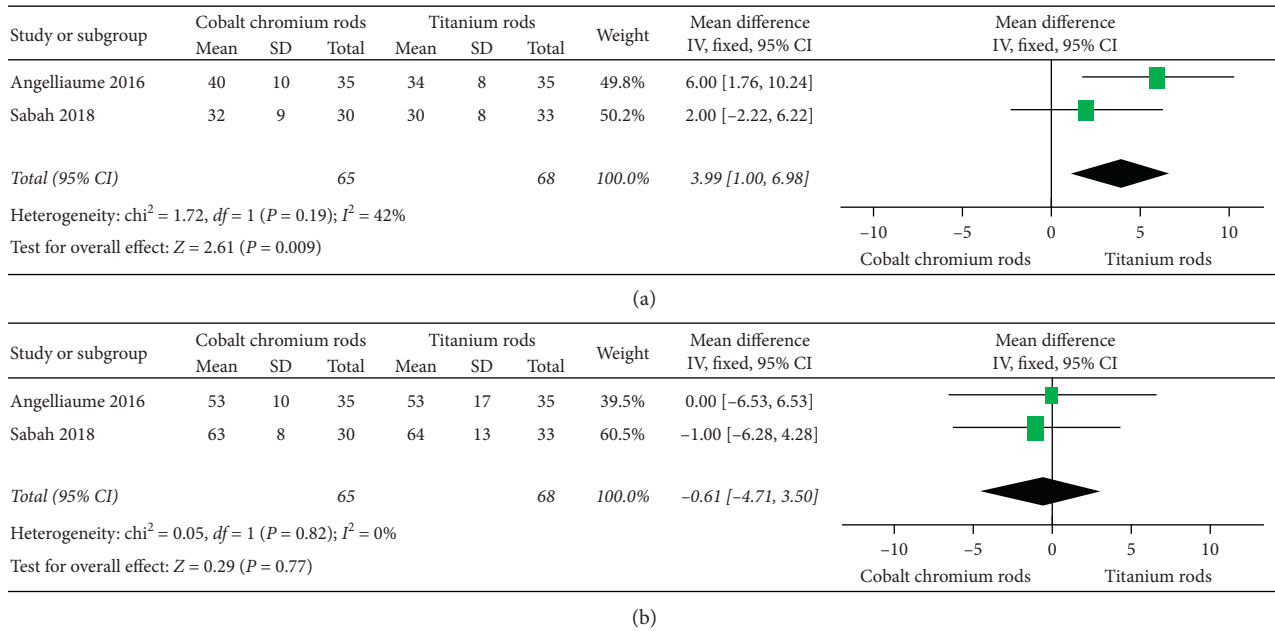 Study or subgroup Cobalt chromium rods Titanium rods Weight Mean difference Mean difference
Mean SD Total Mean SD Total IV, fixed, 95% CI IV, fixed, 95% CI
Angelliaume 2016 40 10 35 34 8 35 49.8% 6.00 [1.76, 10.24]
Sabah 2018 32 9 30 30 8 33 50.2% 2.00 [–2.22, 6.22]
Total (95% CI) 65 68 100.0% 3.99 [1.00, 6.98]
Heterogeneity: chi² = 1.72, df = 1 (P = 0.19); I² = 42%
Test for overall effect: Z = 2.61 (P = 0.009)
–10 –5 0 5 10
Cobalt chromium rods Titanium rods
(a)
Study or subgroup Cobalt chromium rods Titanium rods Weight Mean difference Mean difference
Mean SD Total Mean SD Total IV, fixed, 95% CI IV, fixed, 95% CI
Angelliaume 2016 53 10 35 53 17 35 39.5% 0.00 [–6.53, 6.53]
Sabah 2018 63 8 30 64 13 33 60.5% –1.00 [–6.28, 4.28]
Total (95% CI) 65 68 100.0% –0.61 [–4.71, 3.50]
Heterogeneity: chi² = 0.05, df = 1 (P = 0.82); I² = 0%
Test for overall effect: Z = 0.29 (P = 0.77)
–10 –5 0 5 10
Cobalt chromium rods Titanium rods
(b)